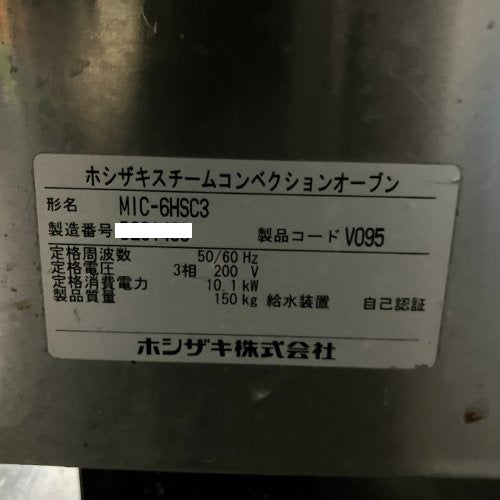 ホシザキスチームコンベクションオーブン
形名 MIC-6HSC3
製造番号 製品コード V095
定格周波数 50/60 Hz
定格電圧 3相 200 V
定格消費電力 10.1 kW
製品質量 150 kg 給水装置 自己認証
ホシザキ株式会社